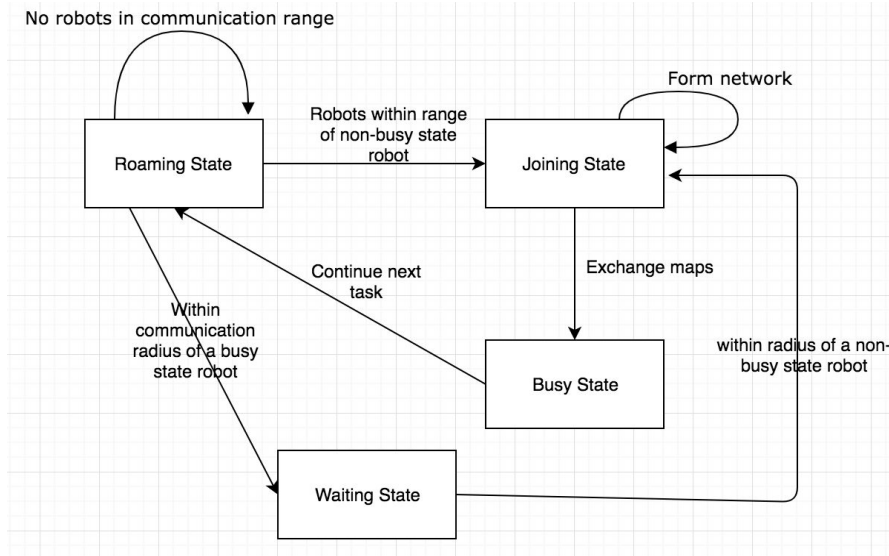 No robots in communication range
Form network
Robots within range
of non-busy state
robot
Roaming State
Joining State
Continue next
task
Exchange maps
Within
communication
radius of a busy
state robot
within radius of a non-
busy state robot
Busy State
Waiting State